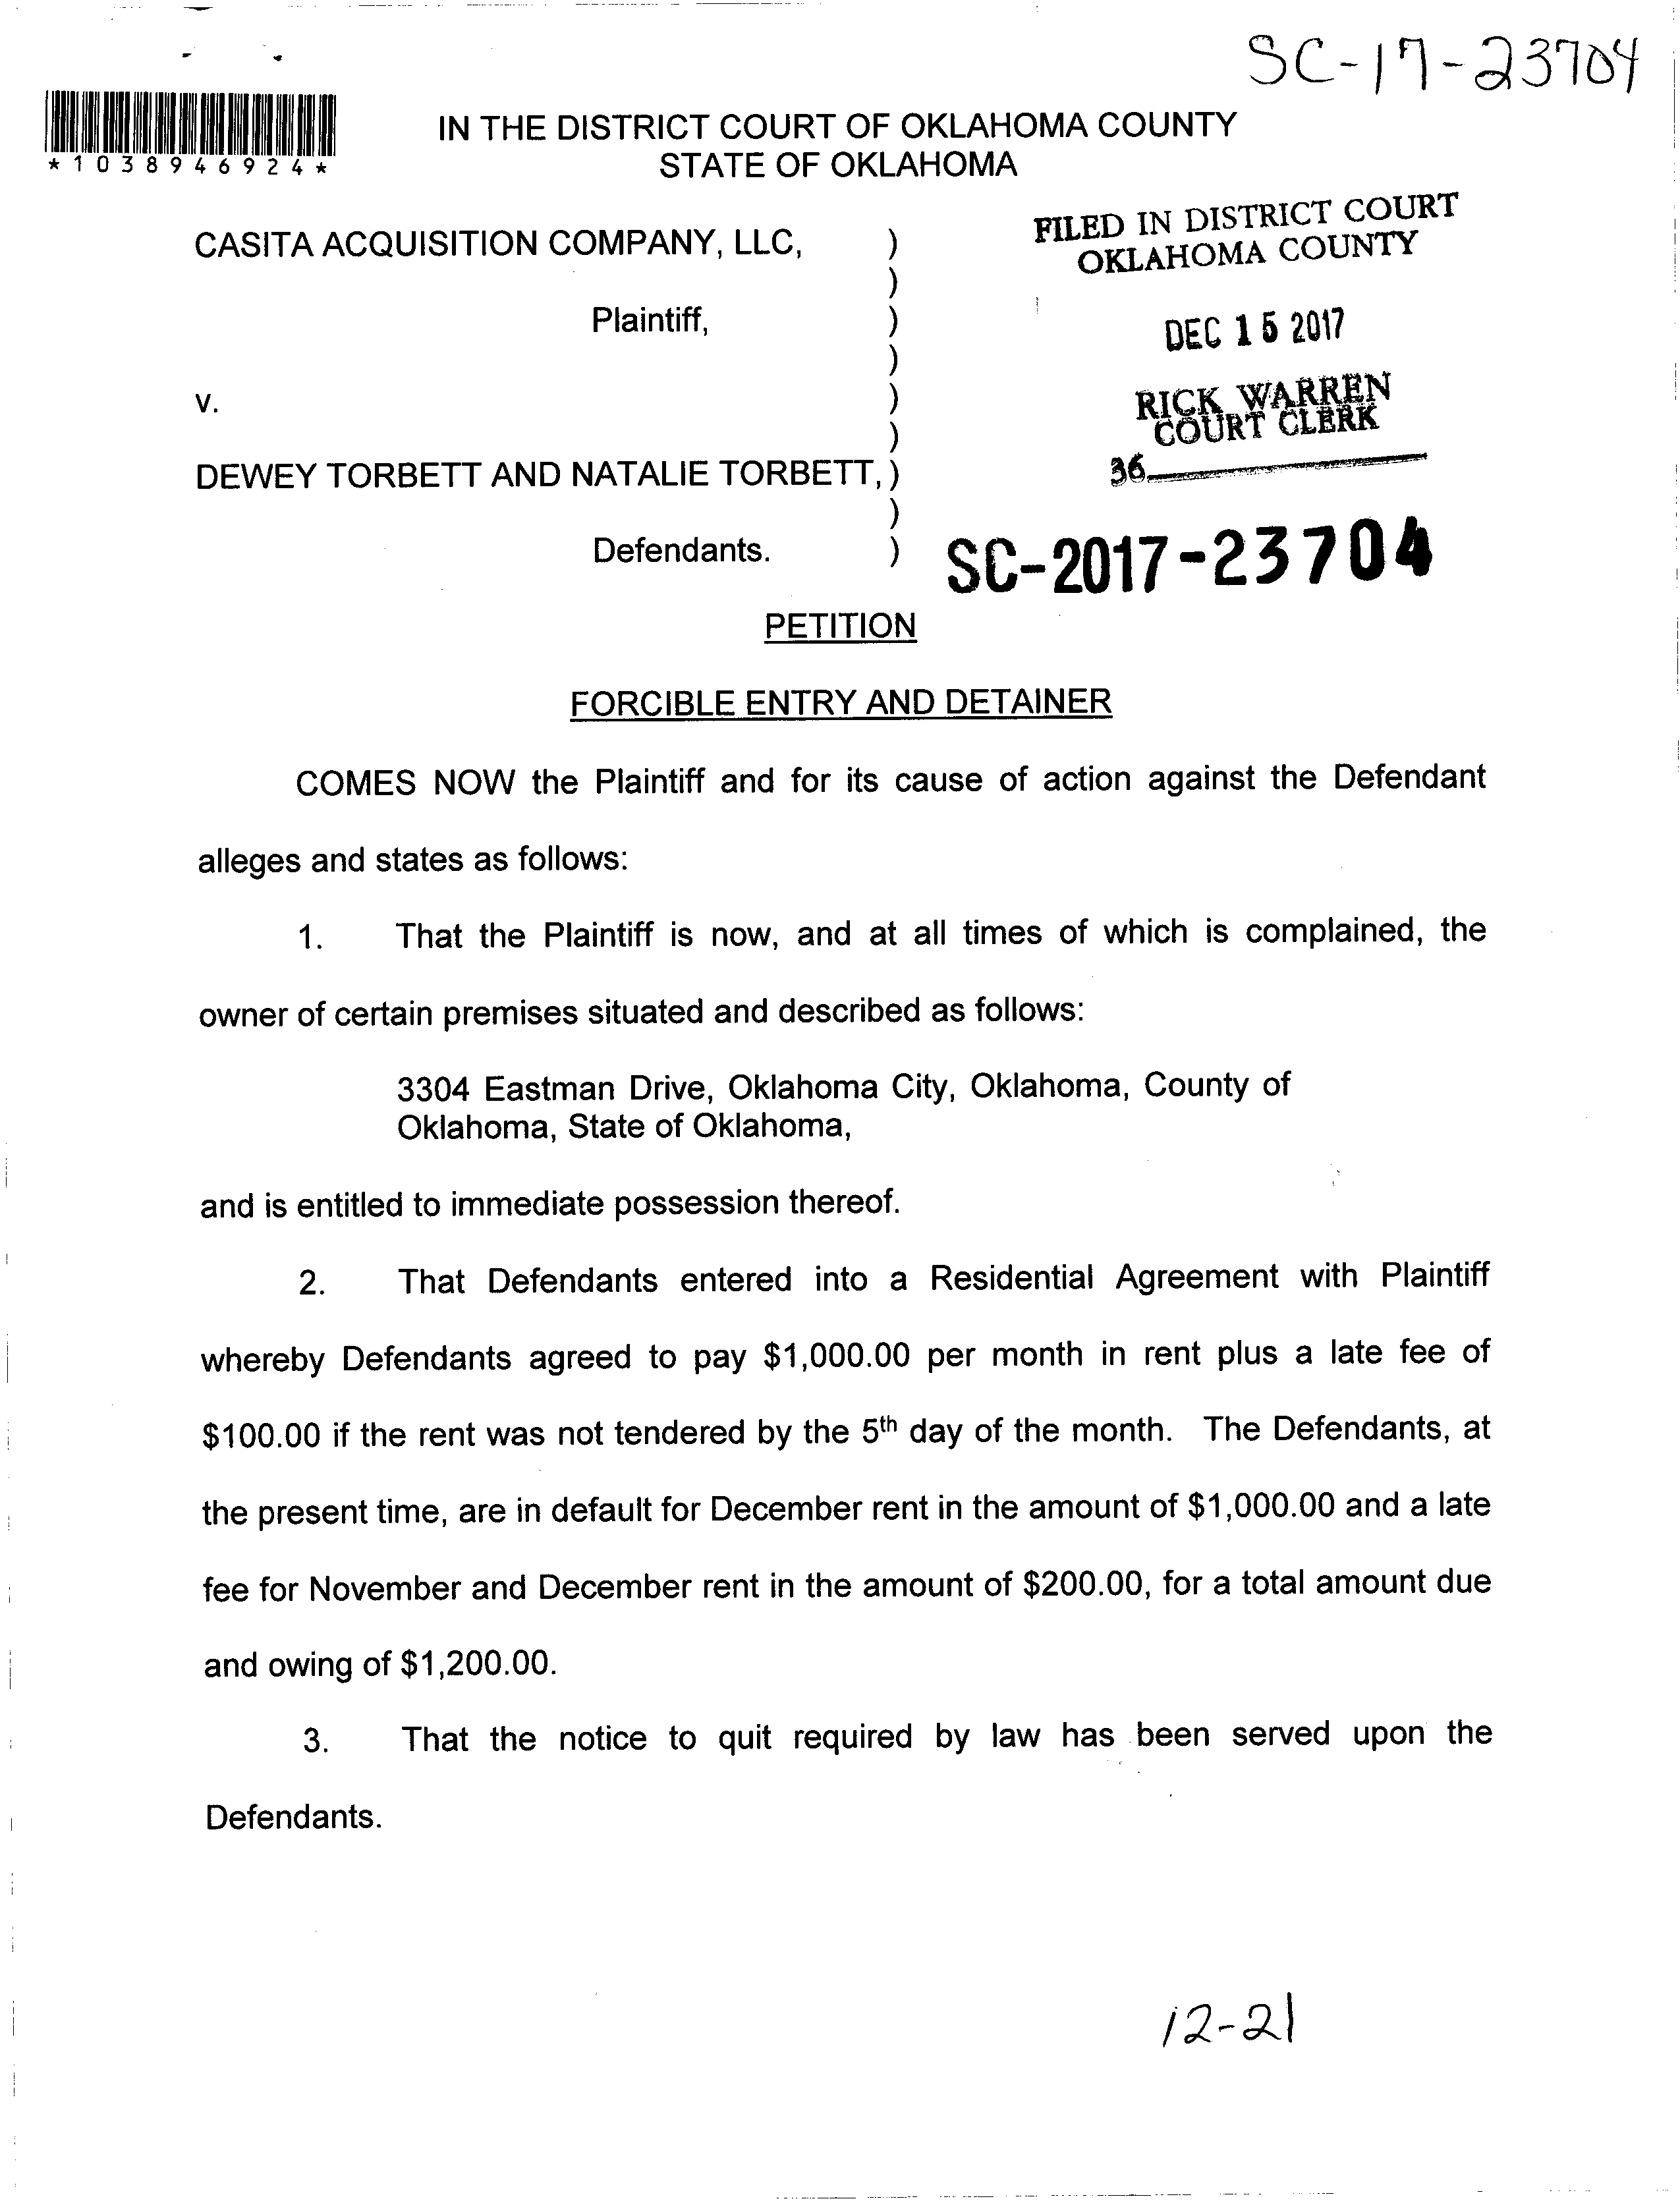 SC-17-23704
*1038946924*
IN THE DISTRICT COURT OF OKLAHOMA COUNTY
STATE OF OKLAHOMA
FILED IN DISTRICT COURT
OKLAHOMA COUNTY
CASITA ACQUISITION COMPANY, LLC, )
)
Plaintiff, )
DEC 15 2017
)
v. )
RICK WARREN
COURT CLERK
)
36
DEWEY TORBETT AND NATALIE TORBETT, )
)
Defendants. )
SC-2017-23704
PETITION
FORCIBLE ENTRY AND DETAINER
COMES NOW the Plaintiff and for its cause of action against the Defendant
alleges and states as follows:
1. That the Plaintiff is now, and at all times of which is complained, the
owner of certain premises situated and described as follows:
3304 Eastman Drive, Oklahoma City, Oklahoma, County of
Oklahoma, State of Oklahoma,
and is entitled to immediate possession thereof.
2. That Defendants entered into a Residential Agreement with Plaintiff
whereby Defendants agreed to pay $1,000.00 per month in rent plus a late fee of
$100.00 if the rent was not tendered by the 5th day of the month. The Defendants, at
the present time, are in default for December rent in the amount of $1,000.00 and a late
fee for November and December rent in the amount of $200.00, for a total amount due
and owing of $1,200.00.
3. That the notice to quit required by law has been served upon the
Defendants.
12-21